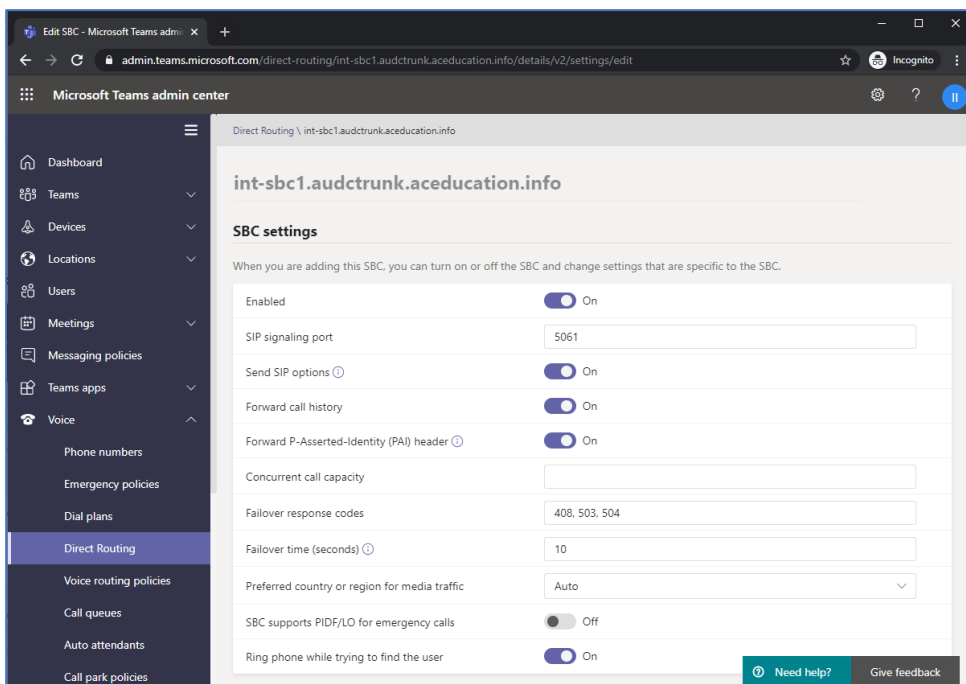 Edit SBC - Microsoft Teams admi
admin.teams.microsoft.com/direct-routing/int-sbc1.audctrunk.aceducation.info/details/v2/settings/edit
Incognito
Microsoft Teams admin center
?
II
Direct Routing \ int-sbc1.audctrunk.aceducation.info
Dashboard
Teams
Devices
Locations
Users
Meetings
Messaging policies
Teams apps
Voice
Phone numbers
Emergency policies
Dial plans
Direct Routing
Voice routing policies
Call queues
Auto attendants
Call park policies
int-sbc1.audctrunk.aceducation.info
SBC settings
When you are adding this SBC, you can turn on or off the SBC and change settings that are specific to the SBC.
Enabled On
SIP signaling port 5061
Send SIP options On
Forward call history On
Forward P-Asserted-Identity (PAI) header On
Concurrent call capacity
Failover response codes 408, 503, 504
Failover time (seconds) 10
Preferred country or region for media traffic Auto
SBC supports PIDF/LO for emergency calls Off
Ring phone while trying to find the user On
Need help? Give feedback